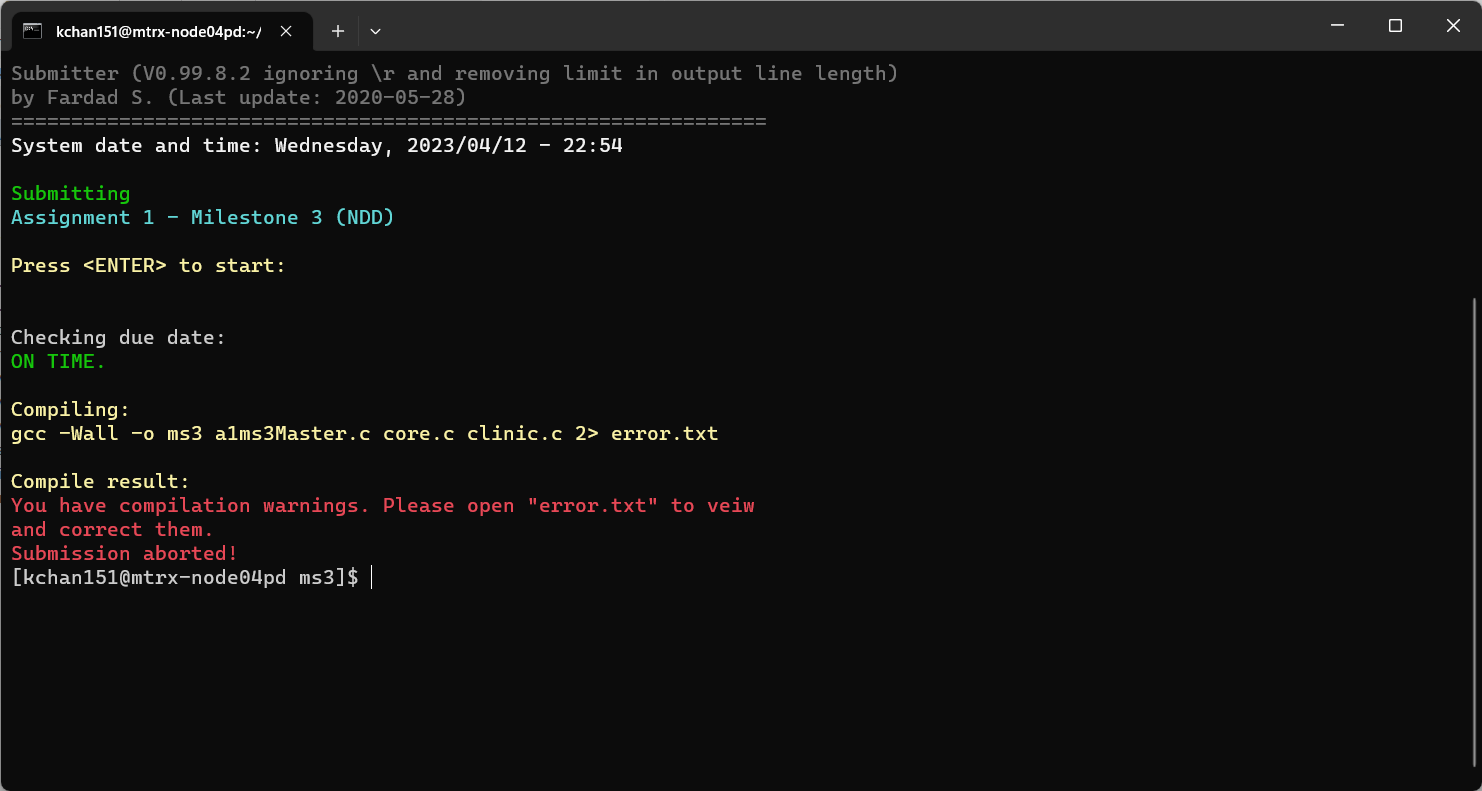 kchan151@mtrx-node04pd:~/
Submitter (V0.99.8.2 ignoring \r and removing limit in output line length)
by Fardad S. (Last update: 2020-05-28)
===============================================================
System date and time: Wednesday, 2023/04/12 - 22:54
Submitting
Assignment 1 - Milestone 3 (NDD)
Press <ENTER> to start:
Checking due date:
ON TIME.
Compiling:
gcc -Wall -o ms3 a1ms3Master.c core.c clinic.c 2> error.txt
Compile result:
You have compilation warnings. Please open "error.txt" to veiw
and correct them.
Submission aborted!
[kchan151@mtrx-node04pd ms3]$